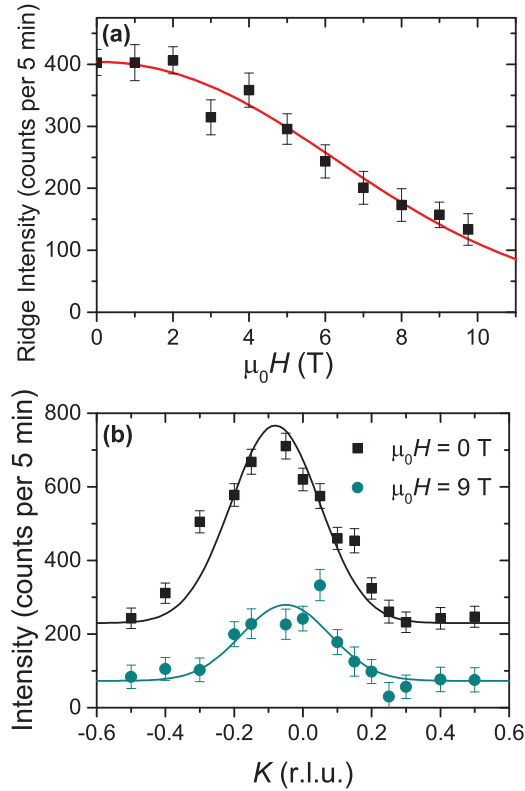 (a)
Ridge Intensity (counts per 5 min)
400
300
200
100
0
0 2 4 6 8 10
μ0H (T)
(b)
Intensity (counts per 5 min)
800
600
400
200
0
μ0H = 0 T
μ0H = 9 T
-0.6 -0.4 -0.2 0.0 0.2 0.4 0.6
K (r.l.u.)